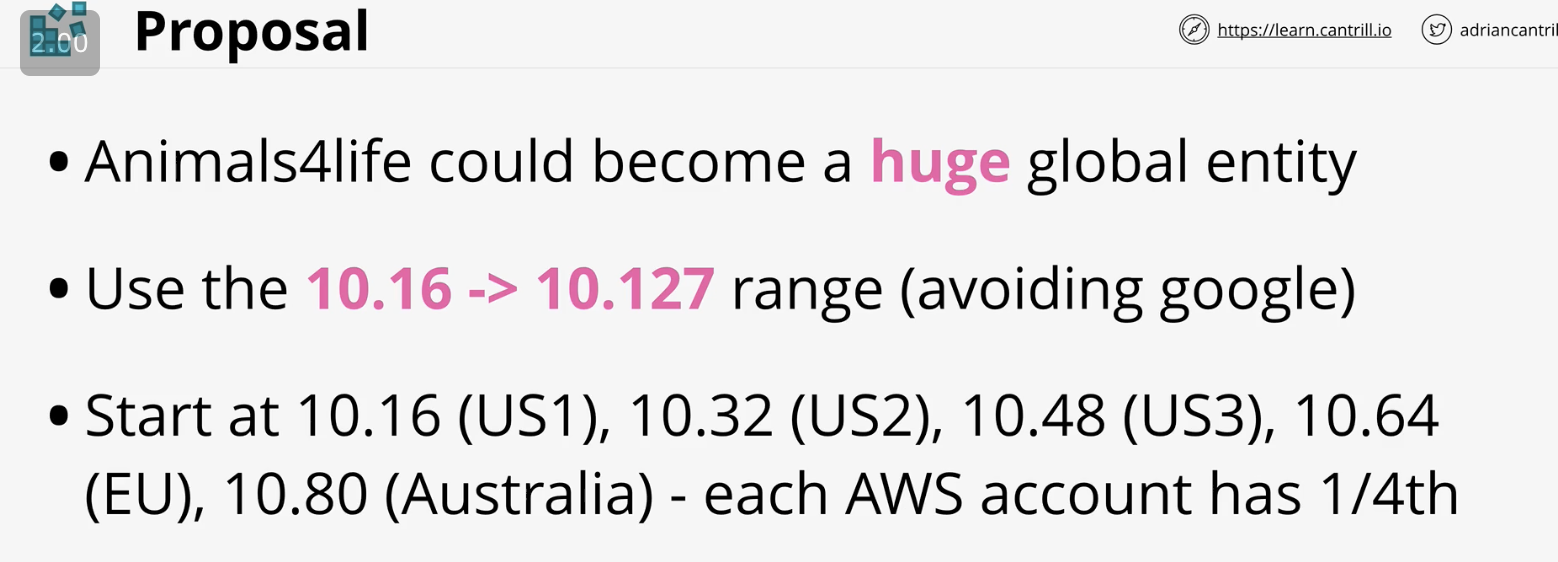 2.00
Proposal
https://learn.cantrill.io
adriancantril
• Animals4life could become a huge global entity
• Use the 10.16 -> 10.127 range (avoiding google)
• Start at 10.16 (US1), 10.32 (US2), 10.48 (US3), 10.64
(EU), 10.80 (Australia) - each AWS account has 1/4th